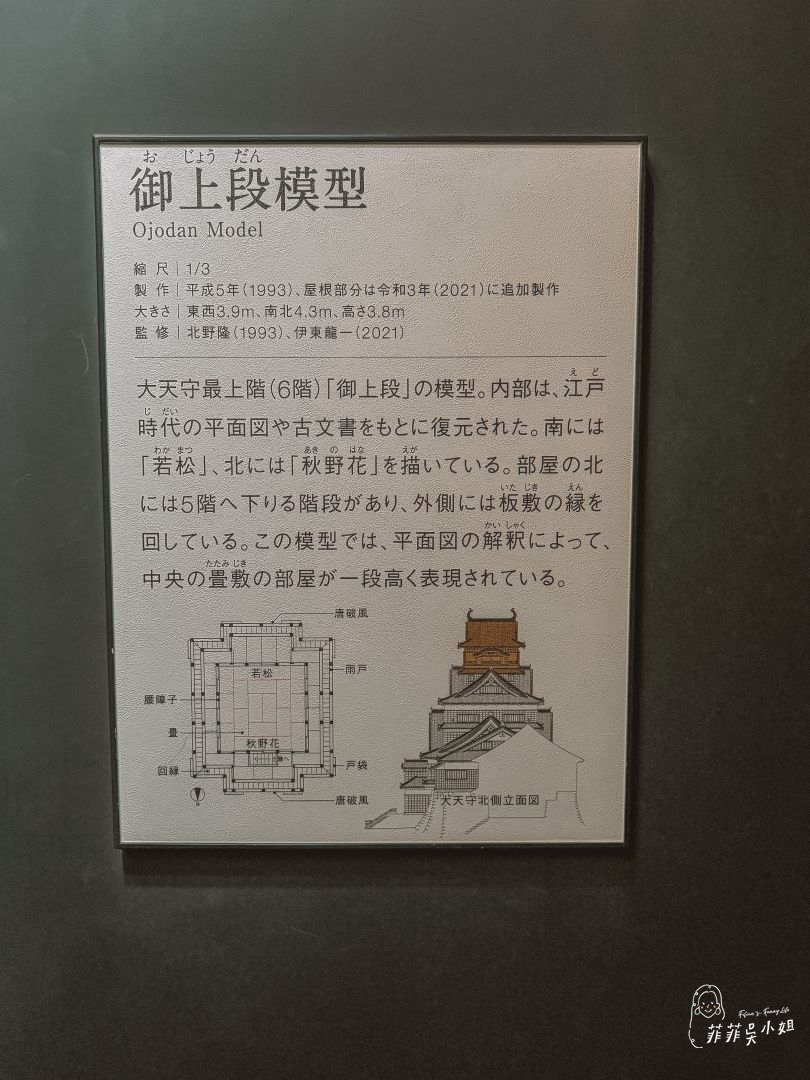 お じょう だん
御上段模型
Ojodan Model
縮 尺｜1/3
製 作｜平成5年(1993)、屋根部分は令和3年(2021)に追加製作
大きさ｜東西3.9m、南北4.3m、高さ3.8m
監 修｜北野隆(1993)、伊東龍一(2021)
え ど
大天守最上階(6階)「御上段」の模型。内部は、江戸
じ だい
時代の平面図や古文書をもとに復元された。南には
わか まつ あき の はな えが
「若松」、北には「秋野花」を描いている。部屋の北
いた じき えん
には5階へ下りる階段があり、外側には板敷の縁を
かい しゃく
回している。この模型では、平面図の解釈によって、
たたみ じき
中央の畳敷の部屋が一段高く表現されている。
唐破風
若松
雨戸
腰障子
畳
秋野花
回縁
戸袋
唐破風
N
大天守北側立面図
菲菲吳小姐